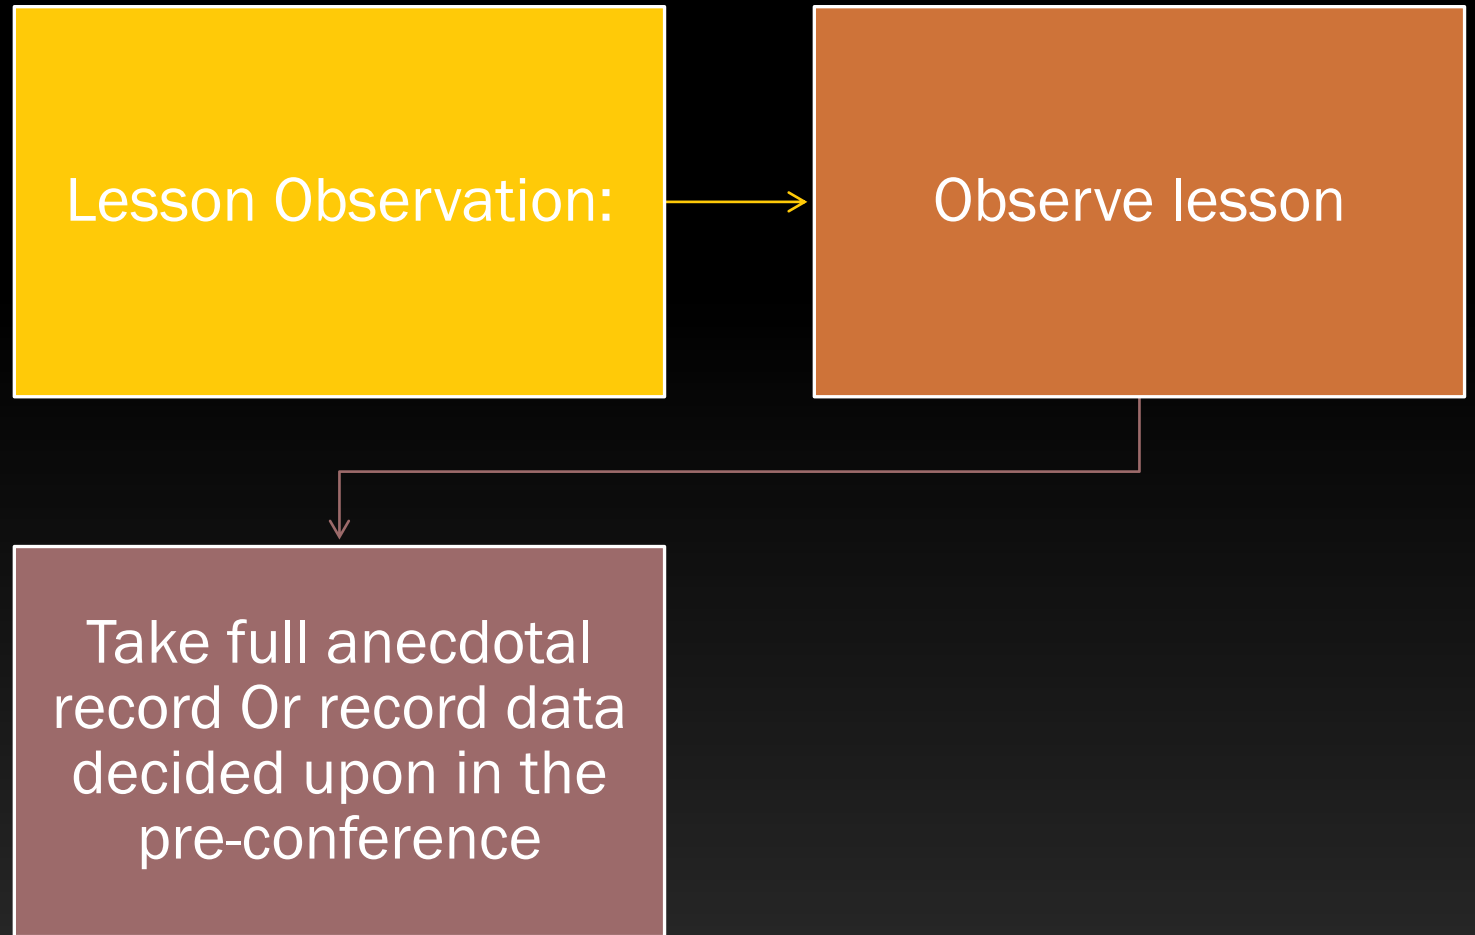 Lesson Observation:
Observe lesson
Take full anecdotal
record Or record data
decided upon in the
pre-conference